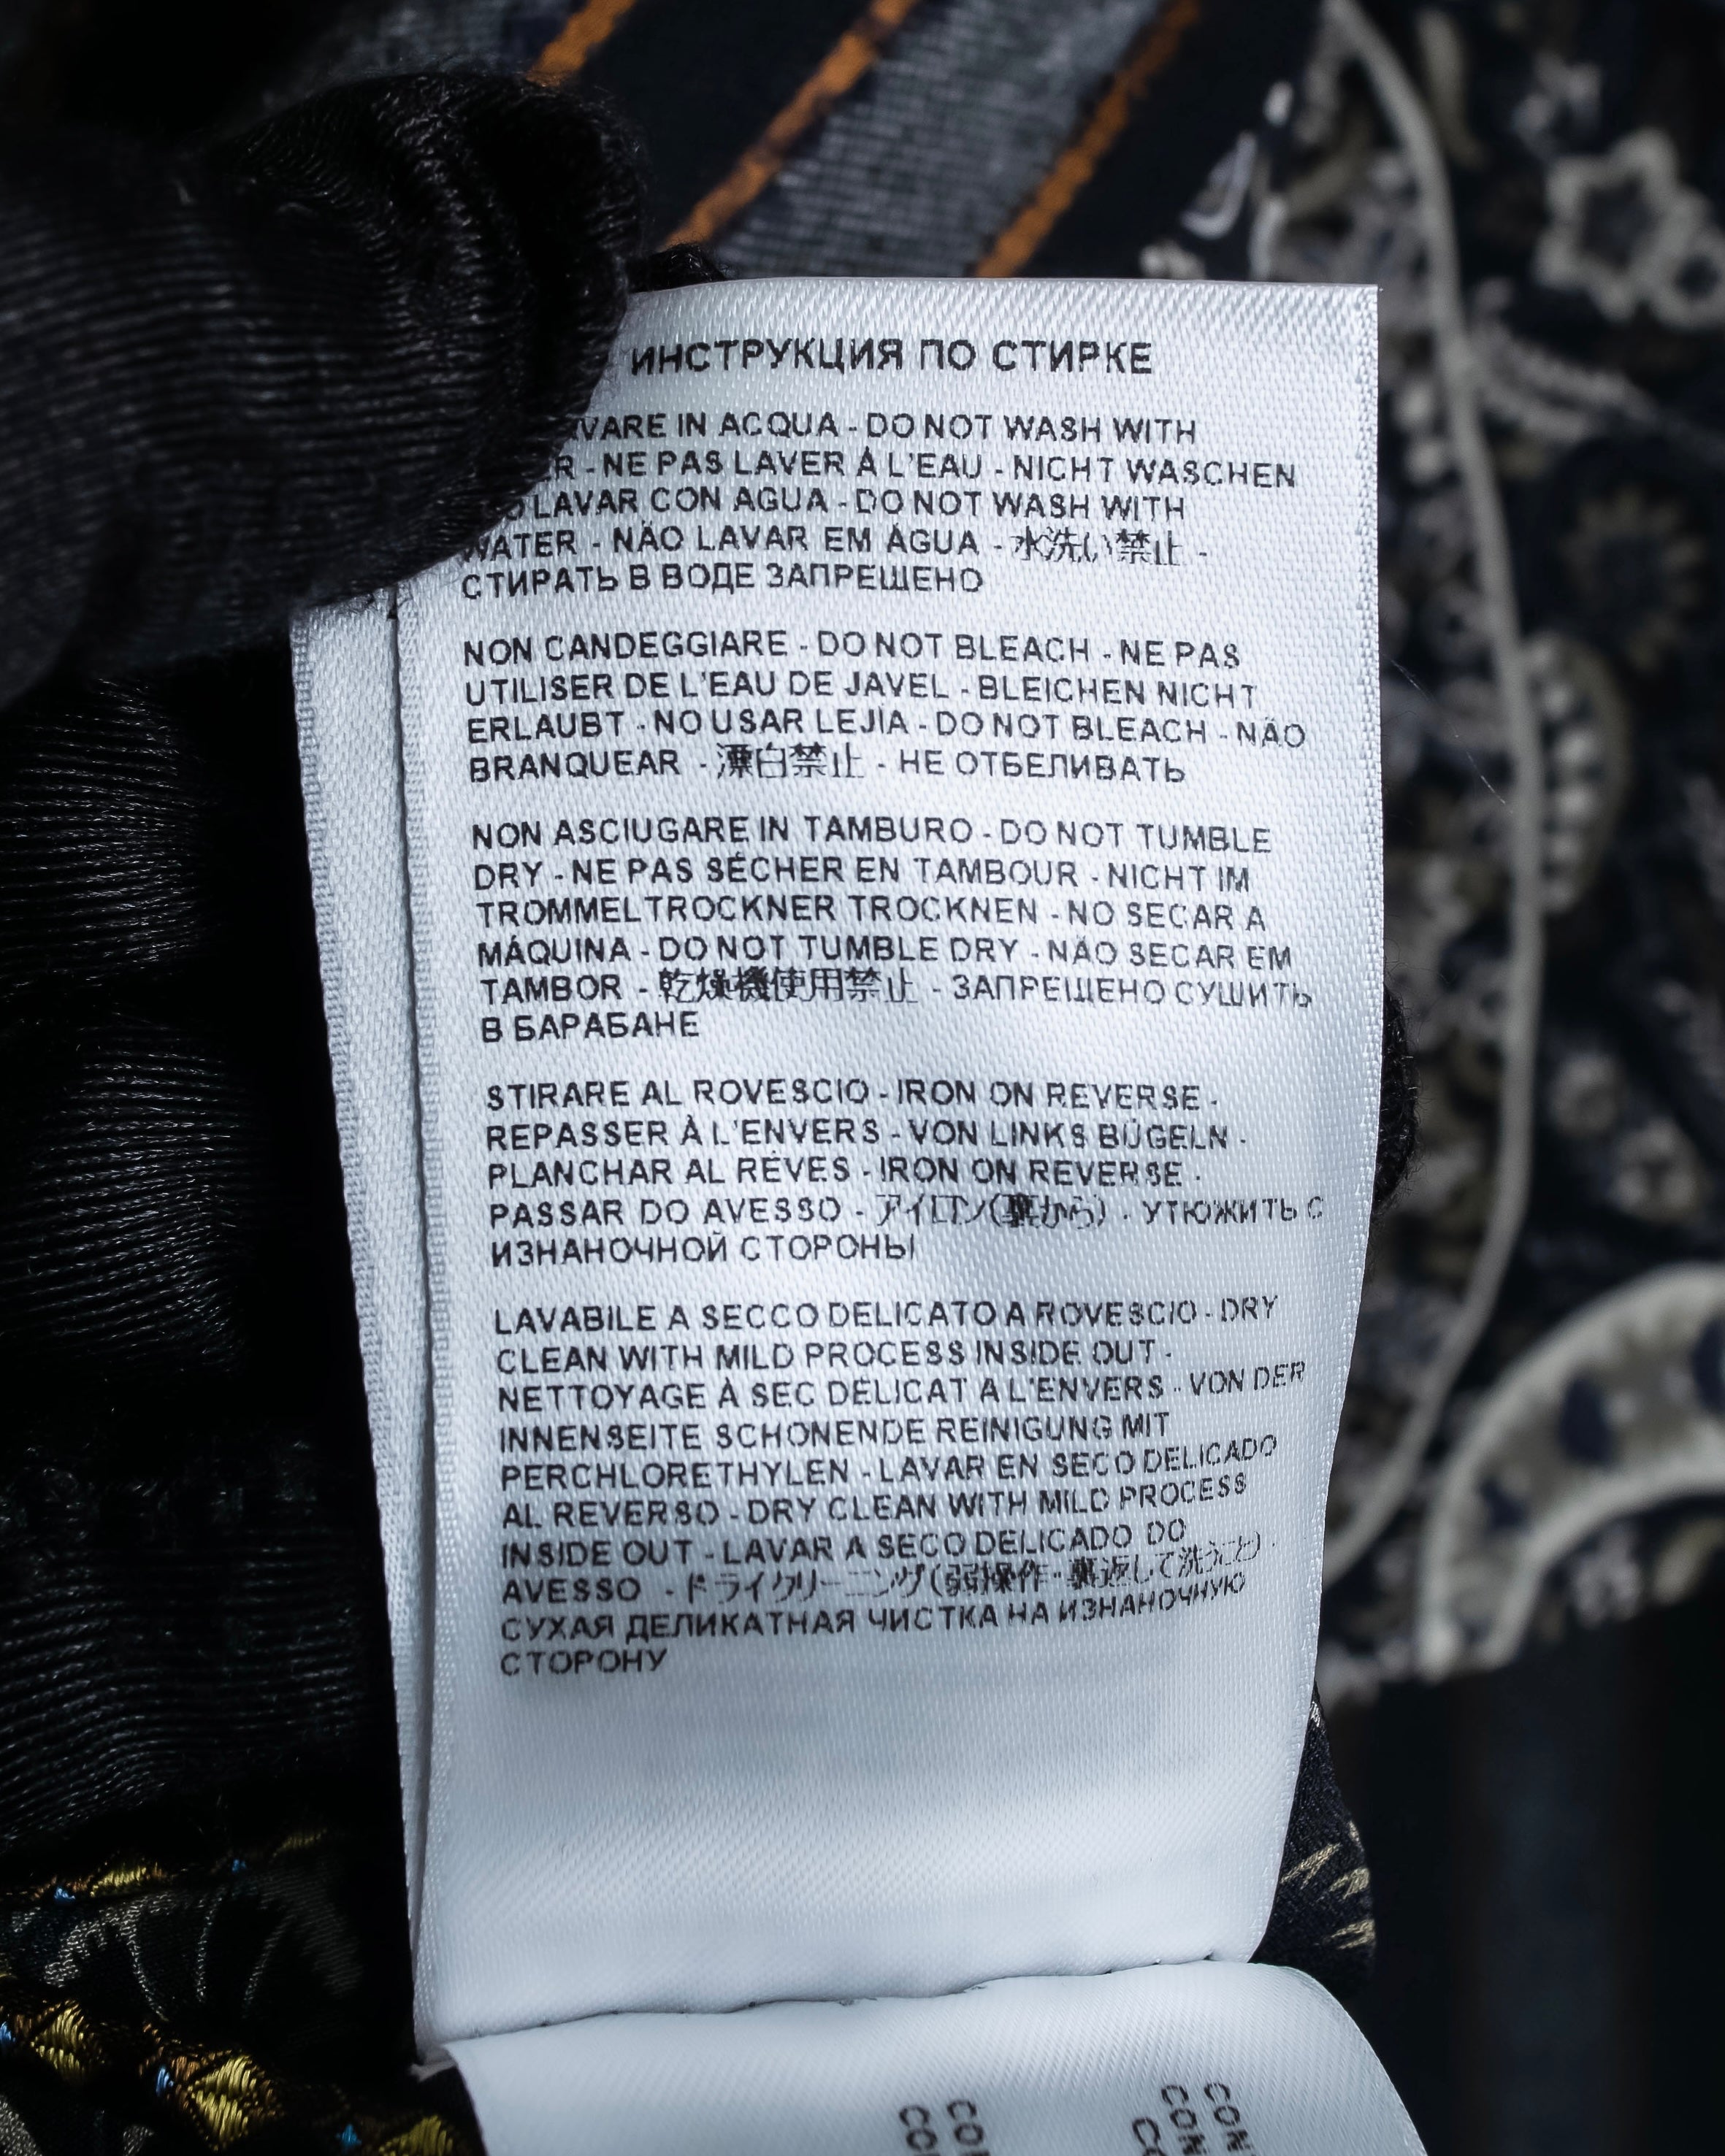 ИНСТРУКЦИЯ ПО СТИРКЕ
IN ACQUA - DO NOT WASH WITH
- NE PAS LAVER À L'EAU - NICHT WASCHEN
LAVAR CON AGUA - DO NOT WASH WITH
WATER - NÃO LAVAR EM ÁGUA - 水洗い禁止 -
СТИРАТЬ В ВОДЕ ЗАПРЕЩЕНО
NON CANDEGGIARE - DO NOT BLEACH - NE PAS
UTILISER DE L'EAU DE JAVEL - BLEICHEN NICHT
ERLAUBT - NO USAR LEJÍA - DO NOT BLEACH - NÃO
BRANQUEAR - 漂白禁止 - НЕ ОТБЕЛИВАТЬ
NON ASCIUGARE IN TAMBURO - DO NOT TUMBLE
DRY - NE PAS SÉCHER EN TAMBOUR - NICHT IM
TROMMELTROCKNER TROCKNEN - NO SECAR A
MÁQUINA - DO NOT TUMBLE DRY - NÃO SECAR EM
TAMBOR - 乾燥機使用禁止 - ЗАПРЕЩЕНО СУШИТЬ
В БАРАБАНЕ
STIRARE AL ROVESCIO - IRON ON REVERSE -
REPASSER À L'ENVERS - VON LINKS BÜGELN -
PLANCHAR AL RÉVES - IRON ON REVERSE -
PASSAR DO AVESSO - アイロン(裏から) - УТЮЖИТЬ С
ИЗНАНОЧНОЙ СТОРОНЫ
LAVABILE A SECCO DELICATO A ROVESCIO - DRY
CLEAN WITH MILD PROCESS INSIDE OUT -
NETTOYAGE À SEC DÉLICAT A L'ENVERS - VON DER
INNENSEITE SCHONENDE REINIGUNG MIT
PERCHLORETHYLEN - LAVAR EN SECO DELICADO
AL REVERSO - DRY CLEAN WITH MILD PROCESS
INSIDE OUT - LAVAR A SECO DELICADO DO
AVESSO - ドライクリーニング(弱操作・裏返して洗うこと) -
СУХАЯ ДЕЛИКАТНАЯ ЧИСТКА НА ИЗНАНОЧНУЮ
СТОРОНУ